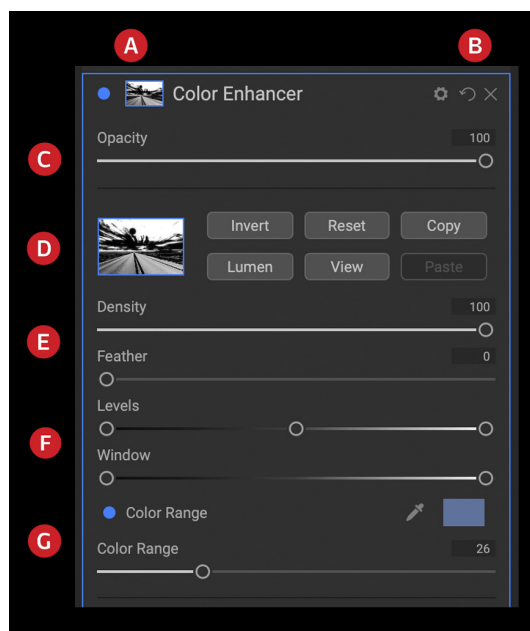 A
B
Color Enhancer
C
Opacity 100
D
Invert Reset Copy
Lumen View Paste
E
Density 100
Feather 0
F
Levels
Window
G
Color Range
Color Range 26